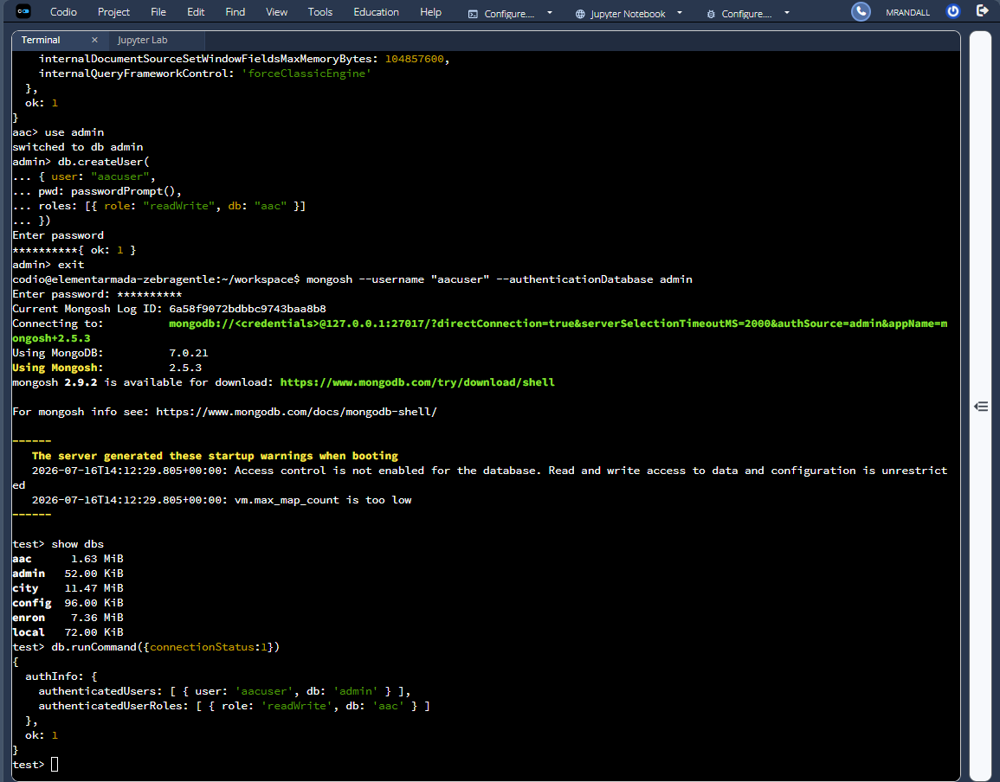 Codio Project File Edit Find View Tools Education Help Configure.... Jupyter Notebook Configure.... MRANDALL
Terminal × Jupyter Lab
internalDocumentSourceSetWindowFieldsMaxMemoryBytes: 104857600,
internalQueryFrameworkControl: 'forceClassicEngine'
},
ok: 1
}
aac> use admin
switched to db admin
admin> db.createUser(
... { user: "aacuser",
... pwd: passwordPrompt(),
... roles: [{ role: "readWrite", db: "aac" }]
... })
Enter password
**********{ ok: 1 }
admin> exit
codio@elementarmada-zebragentle:~/workspace$ mongosh --username "aacuser" --authenticationDatabase admin
Enter password: **********
Current Mongosh Log ID: 6a58f9072bdbbc9743baa8b8
Connecting to: mongodb://<credentials>@127.0.0.1:27017/?directConnection=true&serverSelectionTimeoutMS=2000&authSource=admin&appName=m
ongosh+2.5.3
Using MongoDB: 7.0.21
Using Mongosh: 2.5.3
mongosh 2.9.2 is available for download: https://www.mongodb.com/try/download/shell
For mongosh info see: https://www.mongodb.com/docs/mongodb-shell/
------
The server generated these startup warnings when booting
2026-07-16T14:12:29.805+00:00: Access control is not enabled for the database. Read and write access to data and configuration is unrestrict
ed
2026-07-16T14:12:29.805+00:00: vm.max_map_count is too low
------
test> show dbs
aac 1.63 MiB
admin 52.00 KiB
city 11.47 MiB
config 96.00 KiB
enron 7.36 MiB
local 72.00 KiB
test> db.runCommand({connectionStatus:1})
{
authInfo: {
authenticatedUsers: [ { user: 'aacuser', db: 'admin' } ],
authenticatedUserRoles: [ { role: 'readWrite', db: 'aac' } ]
},
ok: 1
}
test>